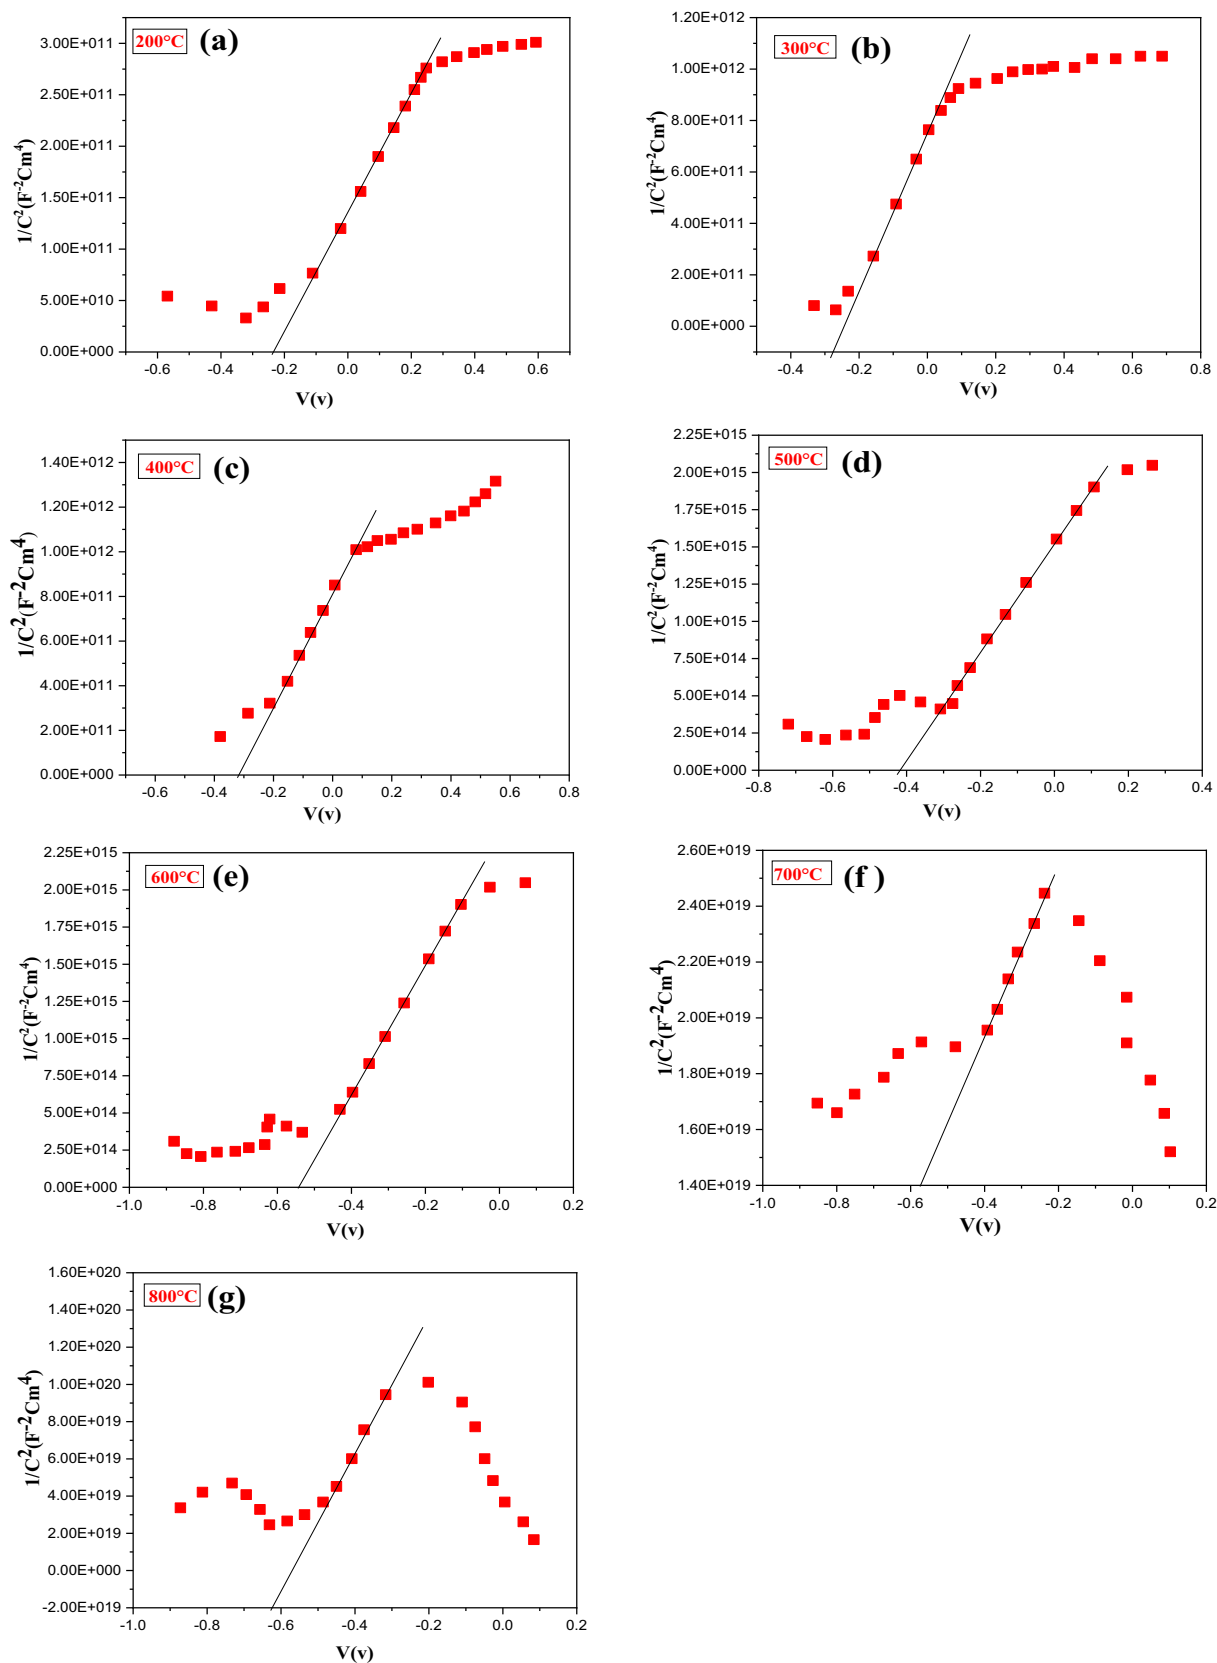 200°C (a)
3.00E+011
2.50E+011
2.00E+011
1.50E+011
1.00E+011
5.00E+010
0.00E+000
1/C²(F⁻²Cm⁴)
-0.6 -0.4 -0.2 0.0 0.2 0.4 0.6
V(v)
300°C (b)
1.20E+012
1.00E+012
8.00E+011
6.00E+011
4.00E+011
2.00E+011
0.00E+000
1/C²(F⁻²Cm⁴)
-0.4 -0.2 0.0 0.2 0.4 0.6 0.8
V(v)
400°C (c)
1.40E+012
1.20E+012
1.00E+012
8.00E+011
6.00E+011
4.00E+011
2.00E+011
0.00E+000
1/C²(F⁻²Cm⁴)
-0.6 -0.4 -0.2 0.0 0.2 0.4 0.6 0.8
V(v)
500°C (d)
2.25E+015
2.00E+015
1.75E+015
1.50E+015
1.25E+015
1.00E+015
7.50E+014
5.00E+014
2.50E+014
0.00E+000
1/C²(F⁻²Cm⁴)
-0.8 -0.6 -0.4 -0.2 0.0 0.2 0.4
V(v)
600°C (e)
2.25E+015
2.00E+015
1.75E+015
1.50E+015
1.25E+015
1.00E+015
7.50E+014
5.00E+014
2.50E+014
0.00E+000
1/C²(F⁻²Cm⁴)
-1.0 -0.8 -0.6 -0.4 -0.2 0.0 0.2
V(v)
700°C (f )
2.60E+019
2.40E+019
2.20E+019
2.00E+019
1.80E+019
1.60E+019
1.40E+019
1/C²(F⁻²Cm⁴)
-1.0 -0.8 -0.6 -0.4 -0.2 0.0 0.2
V(v)
800°C (g)
1.60E+020
1.40E+020
1.20E+020
1.00E+020
8.00E+019
6.00E+019
4.00E+019
2.00E+019
0.00E+000
-2.00E+019
1/C²(F⁻²Cm⁴)
-1.0 -0.8 -0.6 -0.4 -0.2 0.0 0.2
V(v)